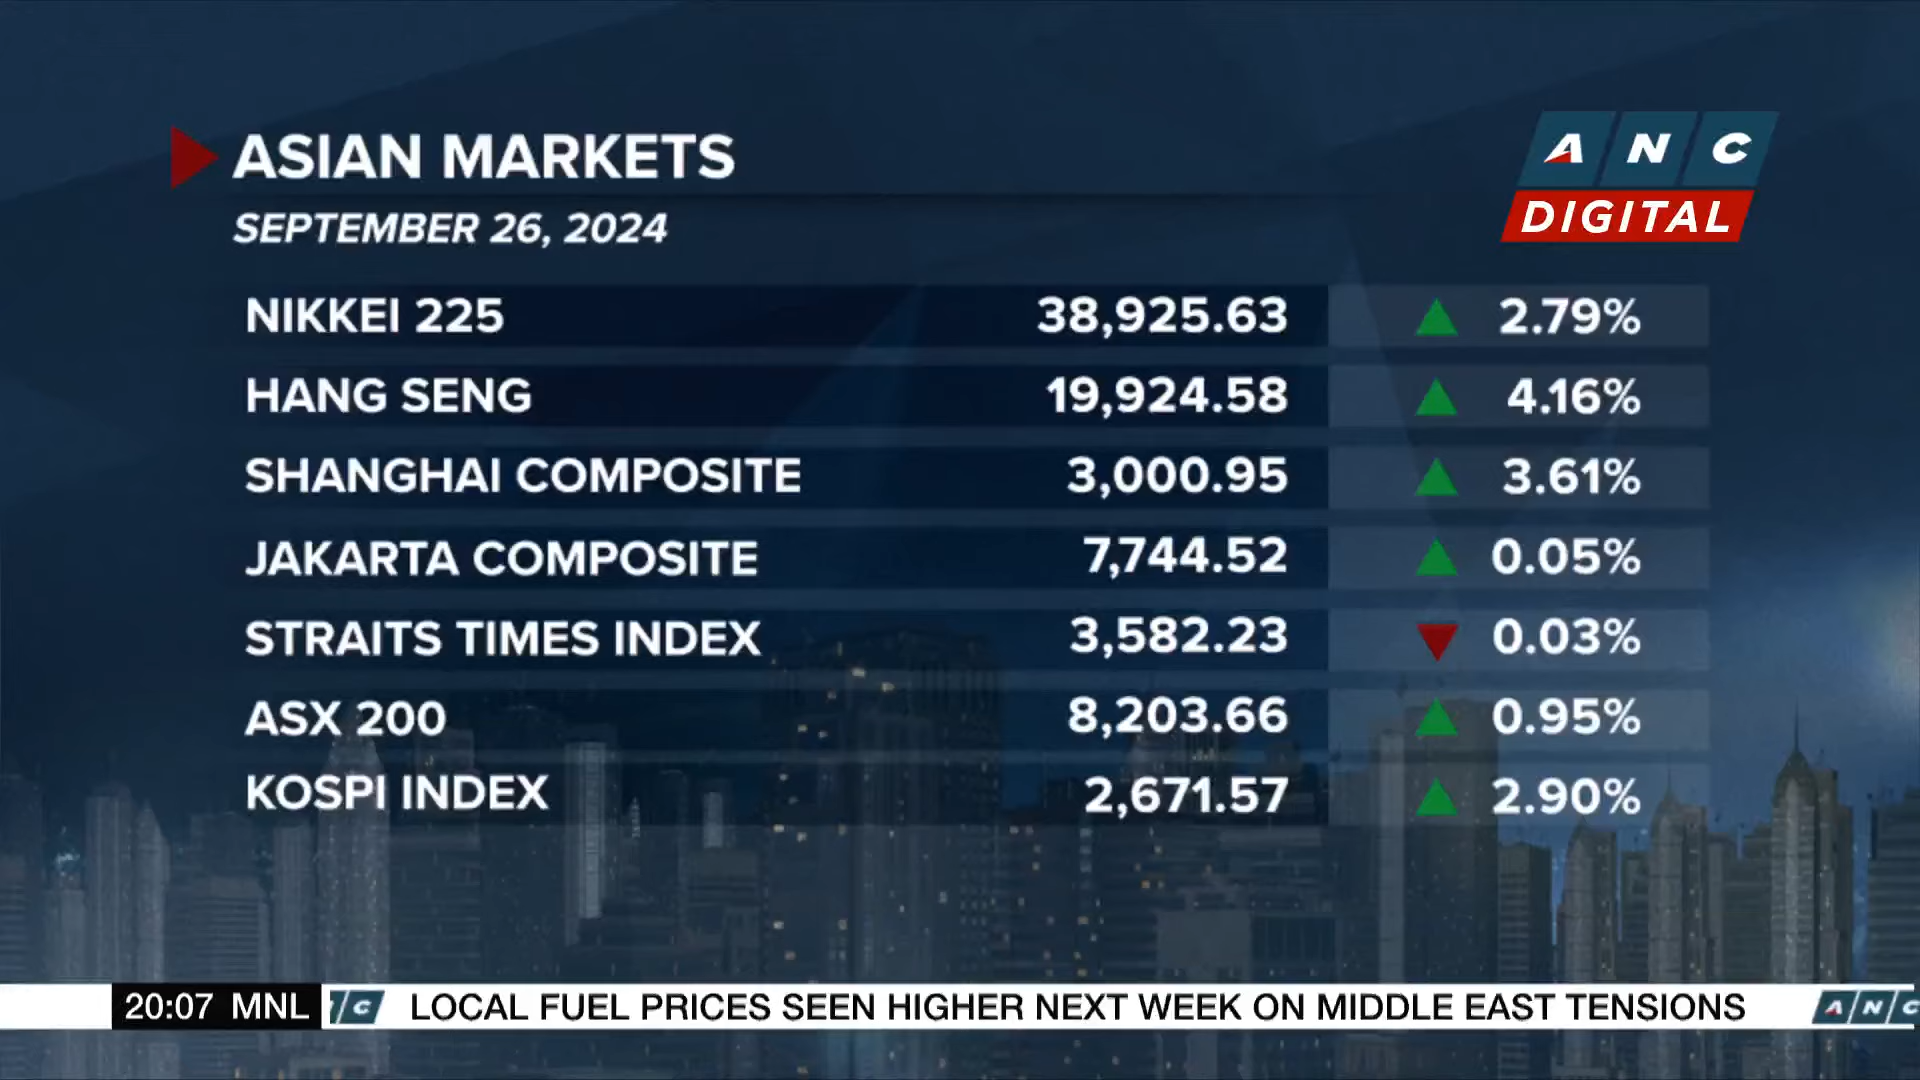 ASIAN MARKETS
SEPTEMBER 26, 2024
ANC
DIGITAL
NIKKEI 225 38,925.63 2.79%
HANG SENG 19,924.58 4.16%
SHANGHAI COMPOSITE 3,000.95 3.61%
JAKARTA COMPOSITE 7,744.52 0.05%
STRAITS TIMES INDEX 3,582.23 0.03%
ASX 200 8,203.66 0.95%
KOSPI INDEX 2,671.57 2.90%
20:07 MNL C LOCAL FUEL PRICES SEEN HIGHER NEXT WEEK ON MIDDLE EAST TENSIONS ANC